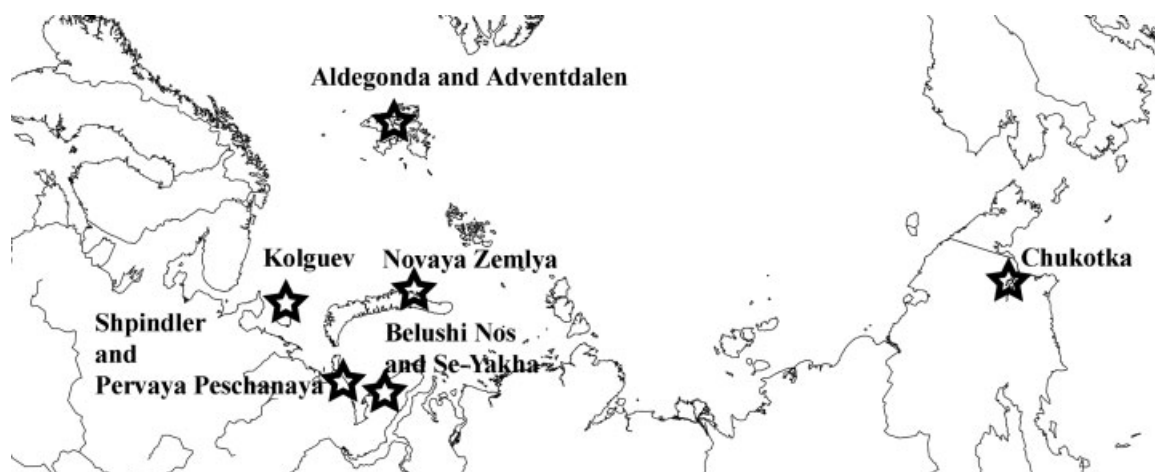 Aldegonda and Adventdalen
Kolguev
Novaya Zemlya
Chukotka
Shpindler
and
Pervaya Peschanaya
Belushi Nos
and Se-Yakha